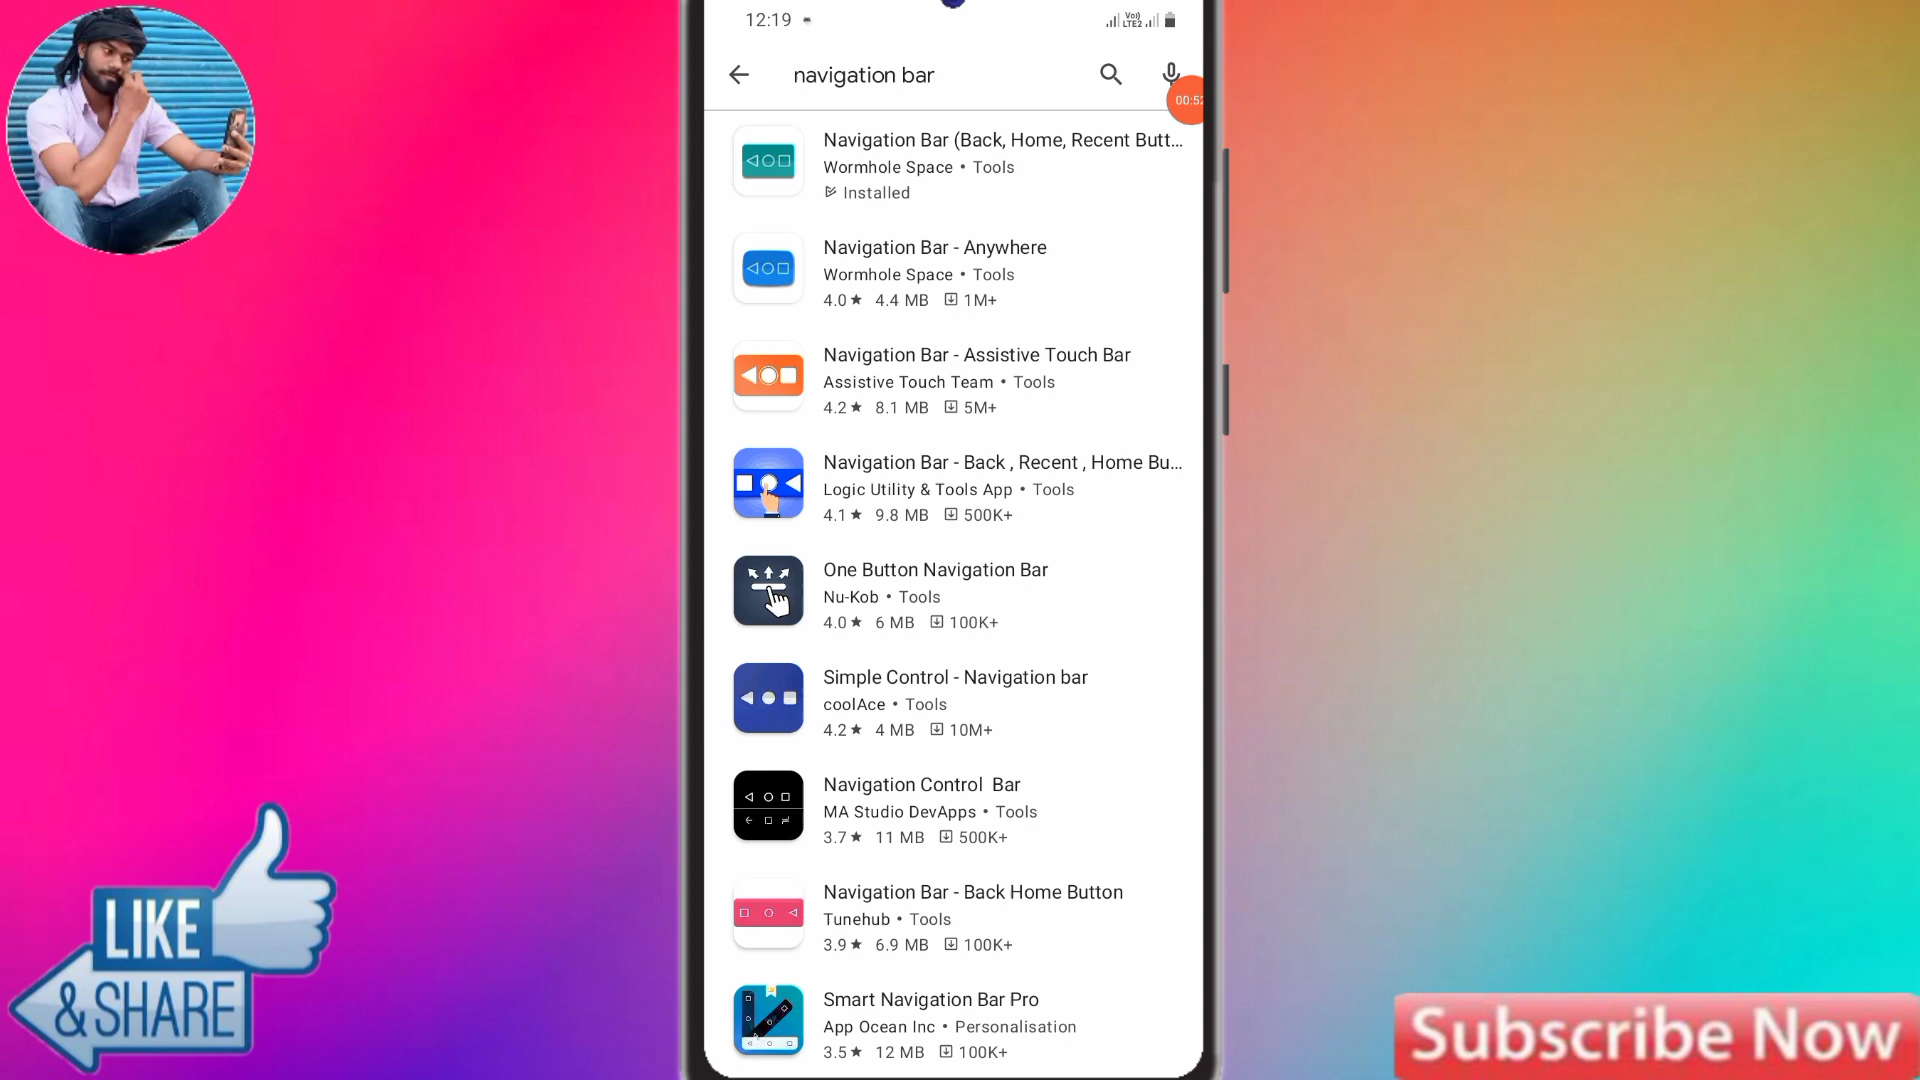 12:19
Vo)) LTE2
navigation bar
Navigation Bar (Back, Home, Recent Butt...
Wormhole Space • Tools
Installed
Navigation Bar - Anywhere
Wormhole Space • Tools
4.0★ 4.4 MB 1M+
Navigation Bar - Assistive Touch Bar
Assistive Touch Team • Tools
4.2★ 8.1 MB 5M+
Navigation Bar - Back , Recent , Home Bu...
Logic Utility & Tools App • Tools
4.1★ 9.8 MB 500K+
One Button Navigation Bar
Nu-Kob • Tools
4.0★ 6 MB 100K+
Simple Control - Navigation bar
coolAce • Tools
4.2★ 4 MB 10M+
Navigation Control  Bar
MA Studio DevApps • Tools
3.7★ 11 MB 500K+
Navigation Bar - Back Home Button
Tunehub • Tools
3.9★ 6.9 MB 100K+
Smart Navigation Bar Pro
App Ocean Inc • Personalisation
3.5★ 12 MB 100K+
LIKE
& SHARE
Subscribe Now